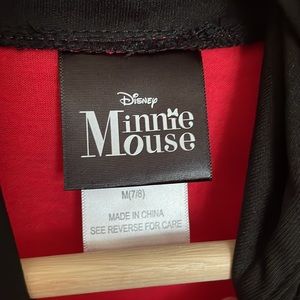 Disney
Minnie
Mouse
M(7/8)
MADE IN CHINA
SEE REVERSE FOR CARE